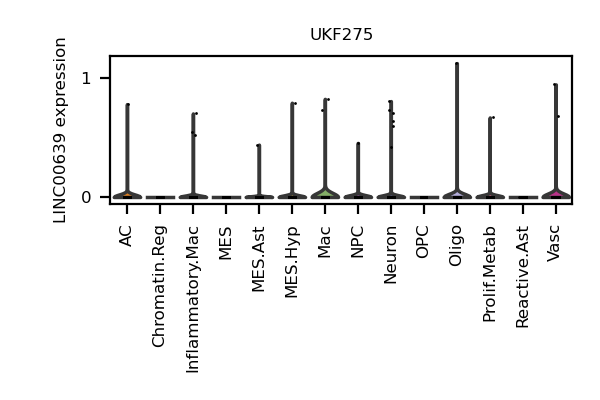 UKF275
LINC00639 expression
1
0
AC
Chromatin.Reg
Inflammatory.Mac
MES
MES.Ast
MES.Hyp
Mac
NPC
Neuron
OPC
Oligo
Prolif.Metab
Reactive.Ast
Vasc